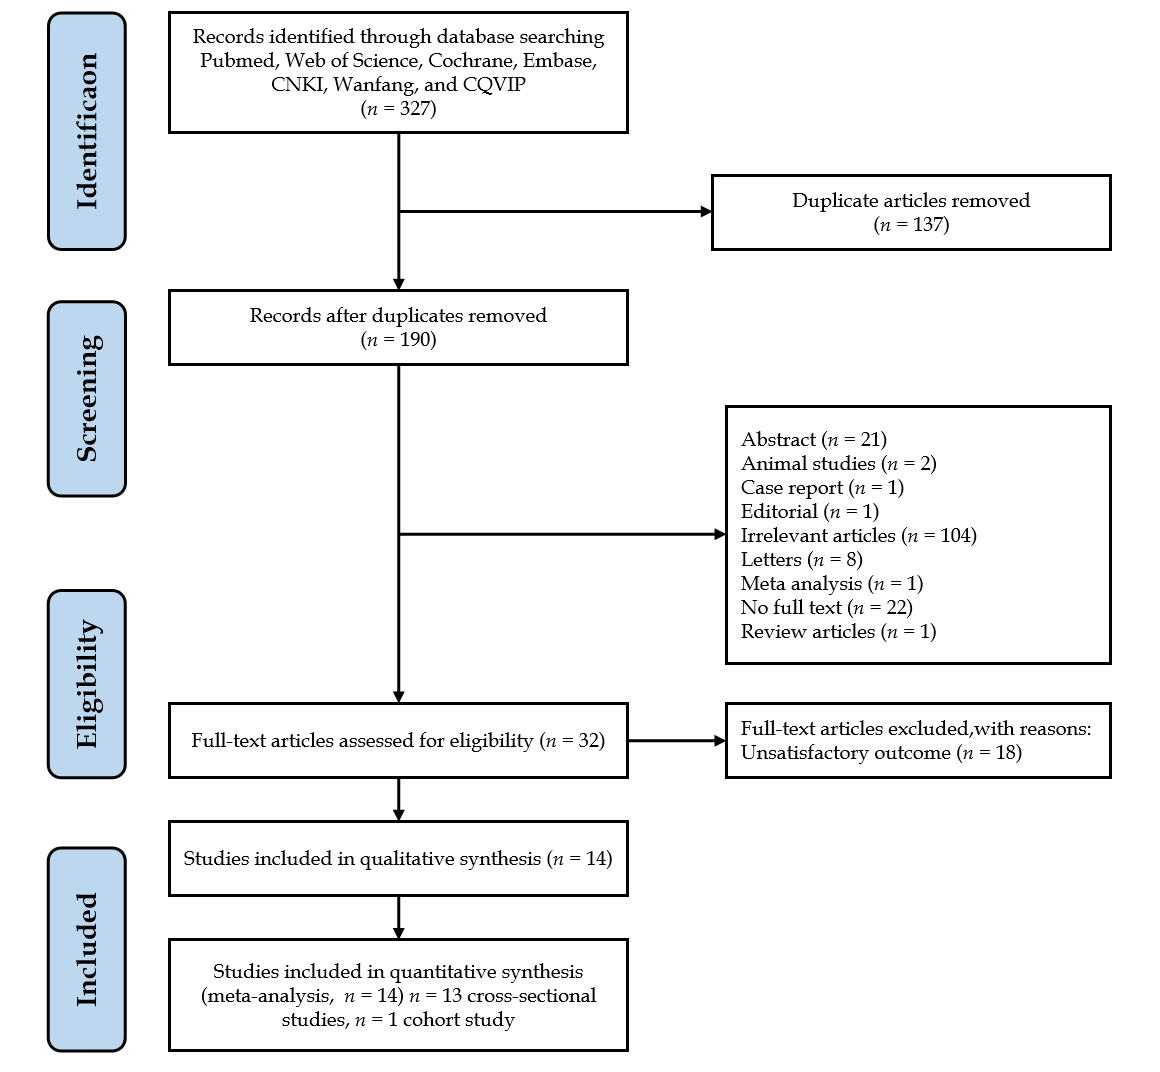 Identificaon
Records identified through database searching
Pubmed, Web of Science, Cochrane, Embase,
CNKI, Wanfang, and CQVIP
(n = 327)
Duplicate articles removed
(n = 137)
Screening
Records after duplicates removed
(n = 190)
Abstract (n = 21)
Animal studies (n = 2)
Case report (n = 1)
Editorial (n = 1)
Irrelevant articles (n = 104)
Letters (n = 8)
Meta analysis (n = 1)
No full text (n = 22)
Review articles (n = 1)
Eligibility
Full-text articles assessed for eligibility (n = 32)
Full-text articles excluded,with reasons:
Unsatisfactory outcome (n = 18)
Included
Studies included in qualitative synthesis (n = 14)
Studies included in quantitative synthesis
(meta-analysis, n = 14) n = 13 cross-sectional
studies, n = 1 cohort study